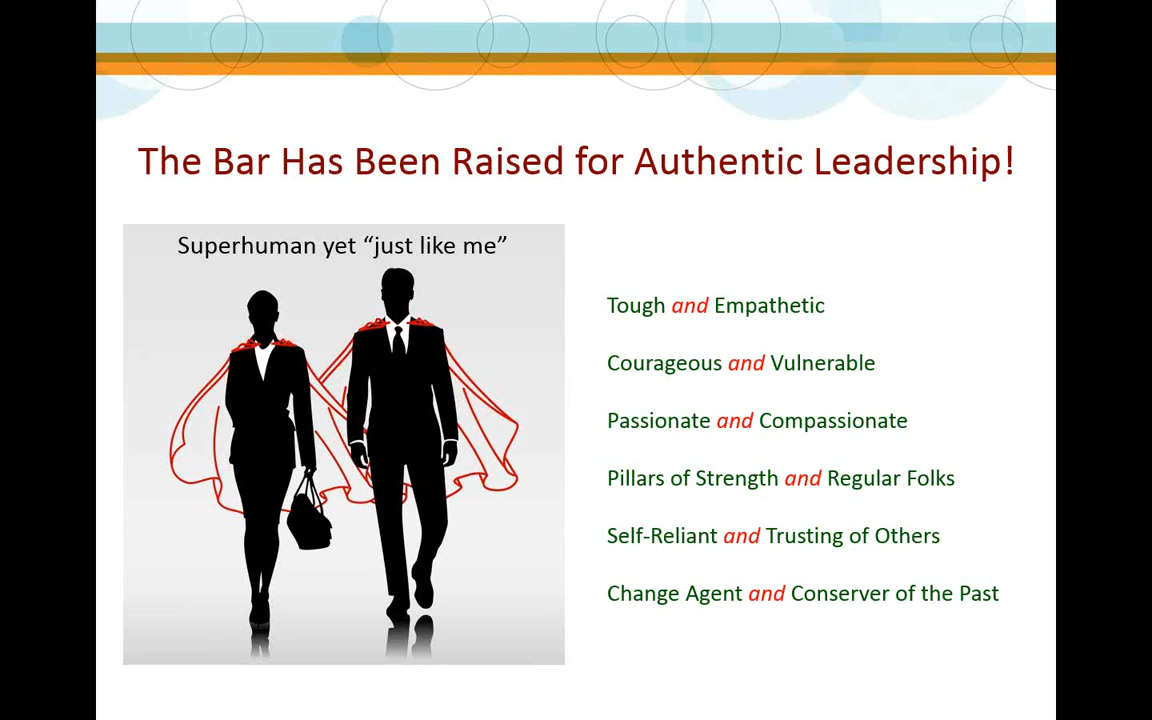 The Bar Has Been Raised for Authentic Leadership!
Superhuman yet “just like me”
Tough and Empathetic
Courageous and Vulnerable
Passionate and Compassionate
Pillars of Strength and Regular Folks
Self-Reliant and Trusting of Others
Change Agent and Conserver of the Past